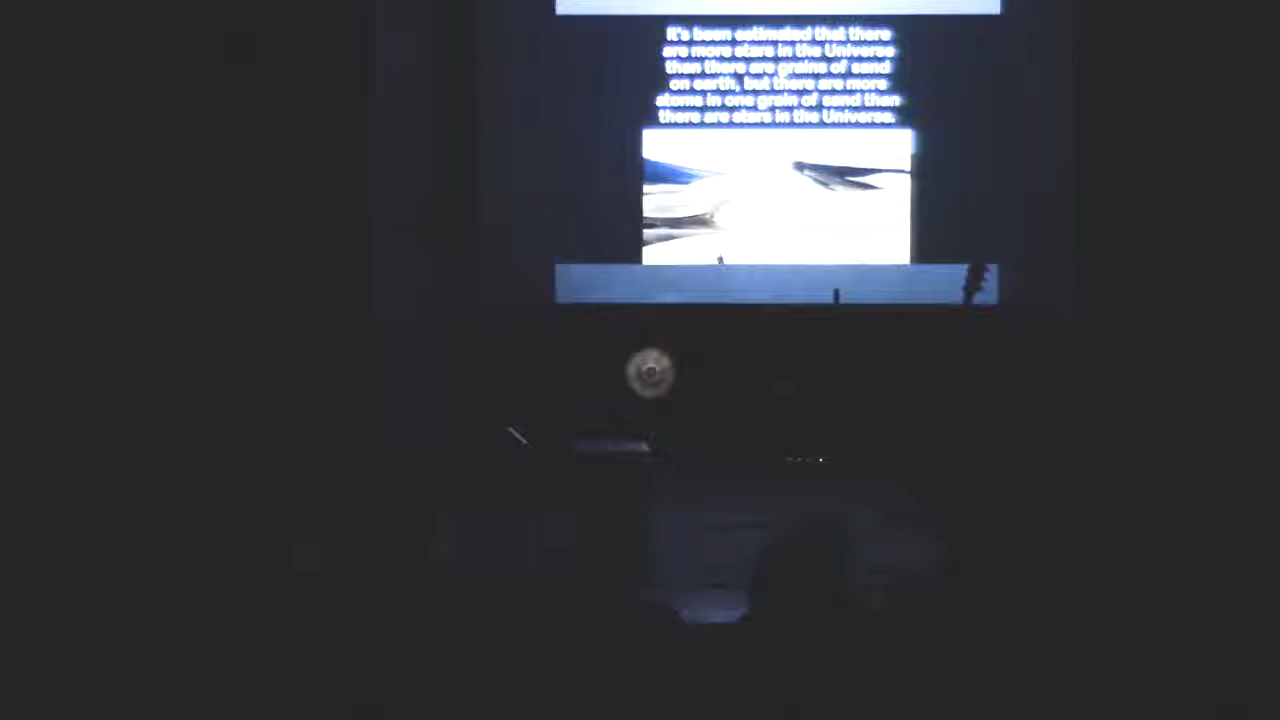 It's been estimated that there
are more stars in the Universe
than there are grains of sand
on earth, but there are more
atoms in one grain of sand than
there are stars in the Universe.